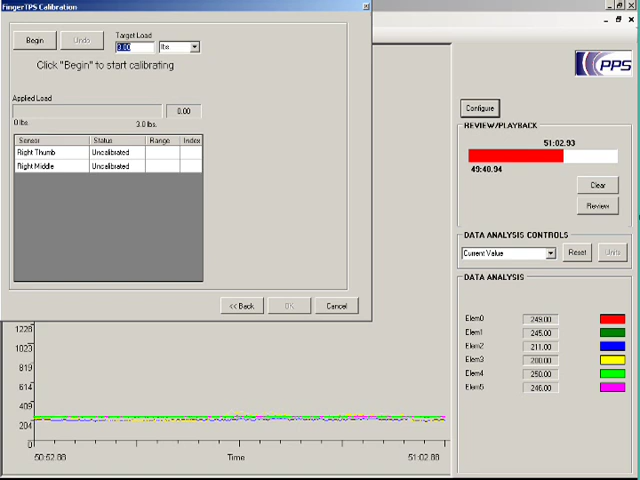 FingerTPS Calibration
Begin
Undo
Target Load
0.00
lbs
Click "Begin" to start calibrating
Applied Load
0.00
0 lbs
3.0 lbs.
Sensor Status Range Index
Right Thumb Uncalibrated
Right Middle Uncalibrated
<< Back
OK
Cancel
PPS
Configure
REVIEW/PLAYBACK
51:02.93
49:40.94
Clear
Review
DATA ANALYSIS CONTROLS
Current Value
Reset
Units
DATA ANALYSIS
Elem0 249.00
Elem1 245.00
Elem2 211.00
Elem3 200.00
Elem4 250.00
Elem5 246.00
1228
1023
819
614
409
204
0
50:52.88
Time
51:02.88